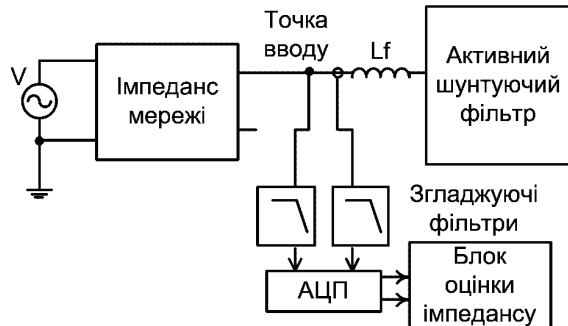 Точка
вводу
Lf
V
Імпеданс
мережі
Активний
шунтуючий
фільтр
Згладжуючі
фільтри
АЦП
Блок
оцінки
імпедансу